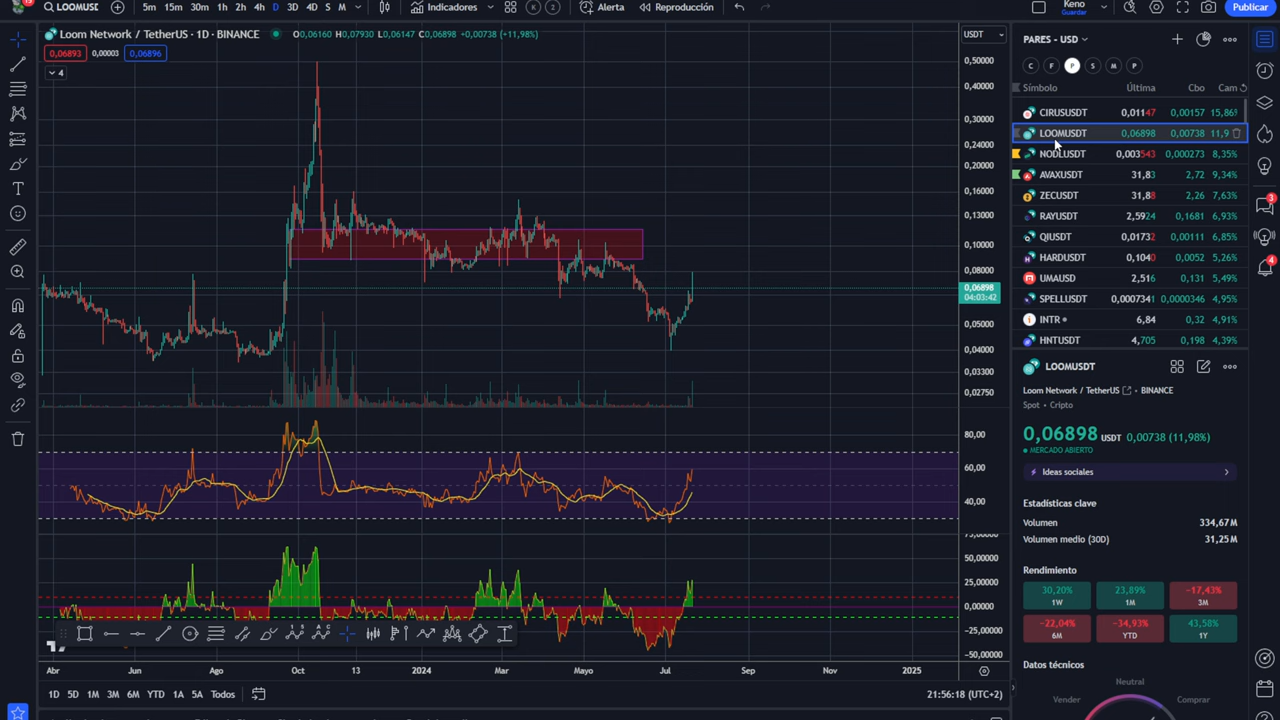 LOOMUSI 5m 15m 30m 1h 2h 4h D 3D 4D S M Indicadores Alerta Reproducción Keno Guardar Publicar
Loom Network / TetherUS · 1D · BINANCE O0,06160 H0,07930 L0,06147 C0,06898 +0,00738 (+11,98%)
0,06893 0,00003 0,06896
4
USDT
0,50000
0,40000
0,30000
0,24000
0,20000
0,16000
0,13000
0,10000
0,08000
0,06898
04:03:42
0,05000
0,04000
0,03300
0,02750
80,00
60,00
40,00
75,00000
50,00000
25,00000
0,00000
-25,00000
-50,00000
Abr Jun Ago Oct 13 2024 Mar Mayo Jul Sep Nov 2025
1D 5D 1M 3M 6M YTD 1A 5A Todos 21:56:18 (UTC+2)
PARES - USD
C F P S M P
Símbolo Última Cbo Cam
CIRUSUSDT 0,01147 0,00157 15,86%
LOOMUSDT 0,06898 0,00738 11,9
NODLUSDT 0,003543 0,000273 8,35%
AVAXUSDT 31,83 2,72 9,34%
ZECUSDT 31,88 2,26 7,63%
RAYUSDT 2,5924 0,1681 6,93%
QIUSDT 0,01732 0,00111 6,85%
HARDUSDT 0,1040 0,0052 5,26%
UMAUSD 2,516 0,131 5,49%
SPELLUSDT 0,0007341 0,0000346 4,95%
INTR 6,84 0,32 4,91%
HNTUSDT 4,705 0,198 4,39%
LOOMUSDT
Loom Network / TetherUS · BINANCE
Spot • Cripto
0,06898 USDT 0,00738 (11,98%)
MERCADO ABIERTO
Ideas sociales
Estadísticas clave
Volumen 334,67M
Volumen medio (30D) 31,25M
Rendimiento
30,20% 23,89% -17,43%
1W 1M 3M
-22,04% -34,93% 43,58%
6M YTD 1Y
Datos técnicos
Neutral
Vender Comprar
3
4